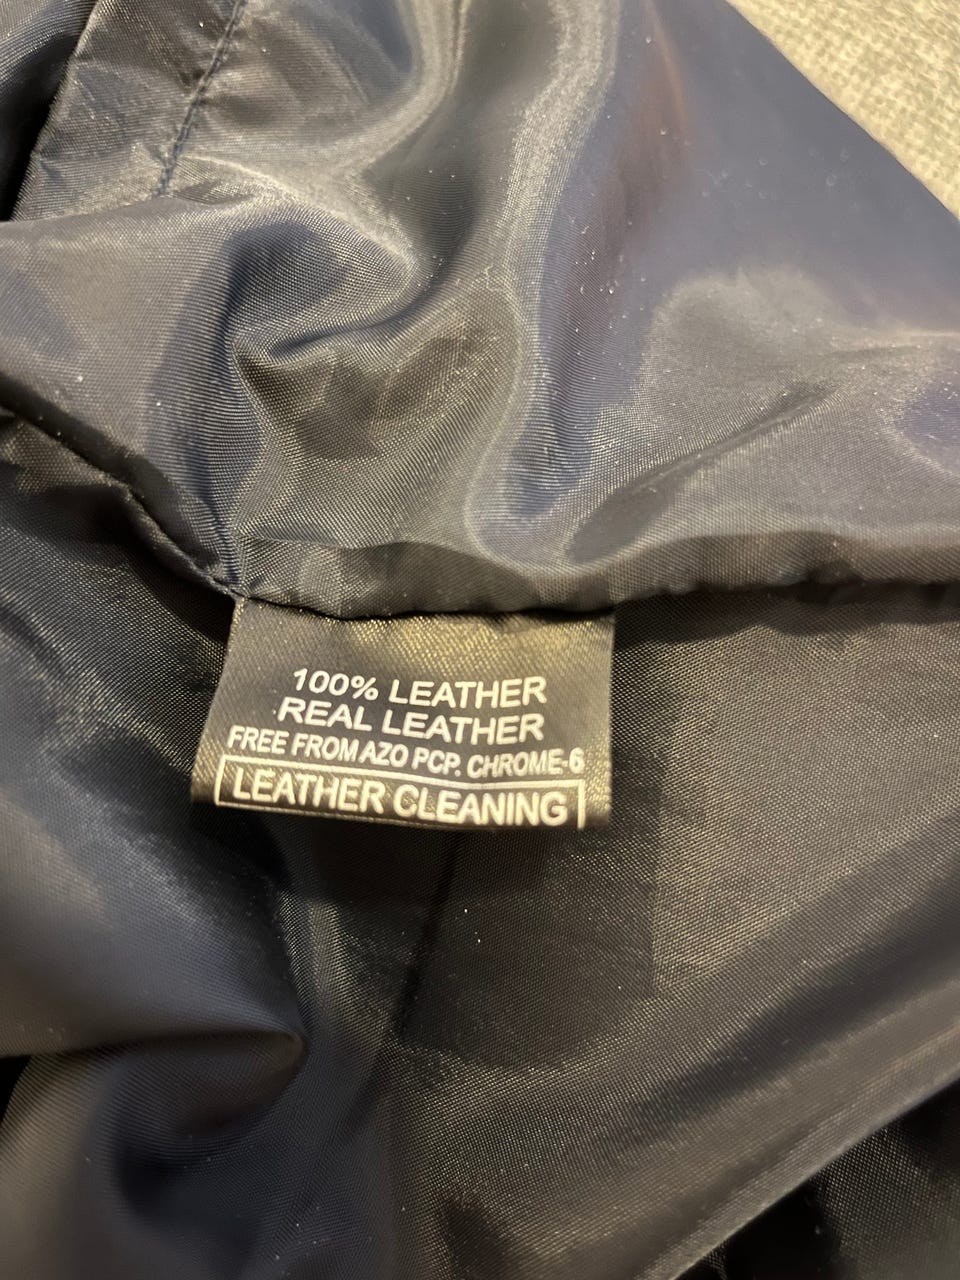 100% LEATHER
REAL LEATHER
FREE FROM AZO PCP. CHROME-6
LEATHER CLEANING